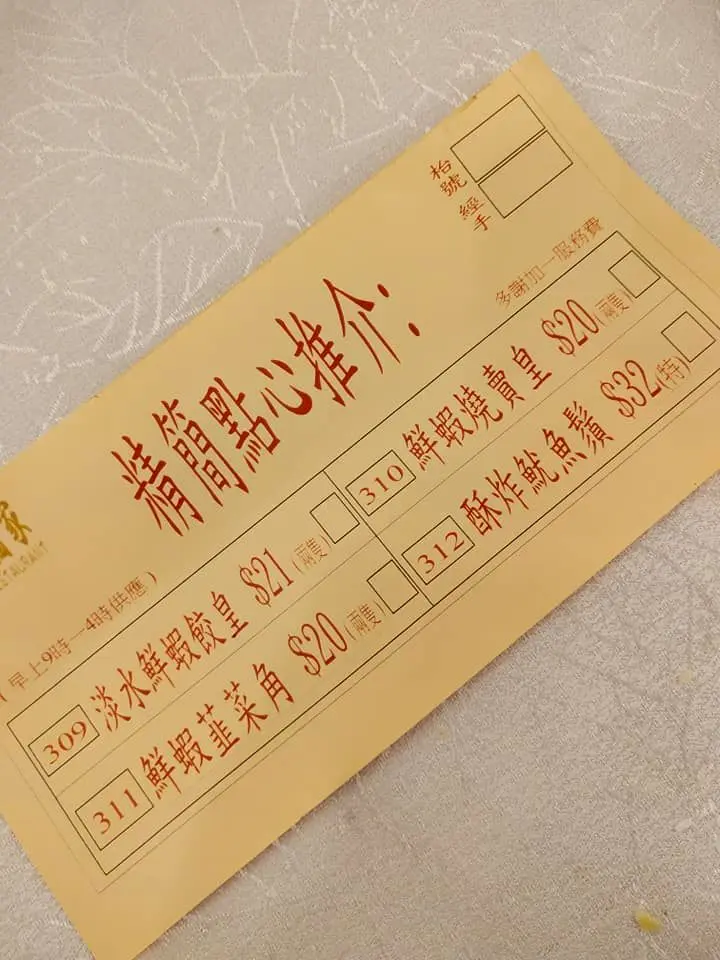 枱號
經手
精簡點心推介:
家
多謝加一服務費
早上9時—4時供應)
309 淡水鮮蝦餃皇 $21 (兩隻)
310 鮮蝦燒賣皇 $20 (兩隻)
311 鮮蝦韮菜角 $20 (兩隻)
312 酥炸魷魚鬚 $32 (特)